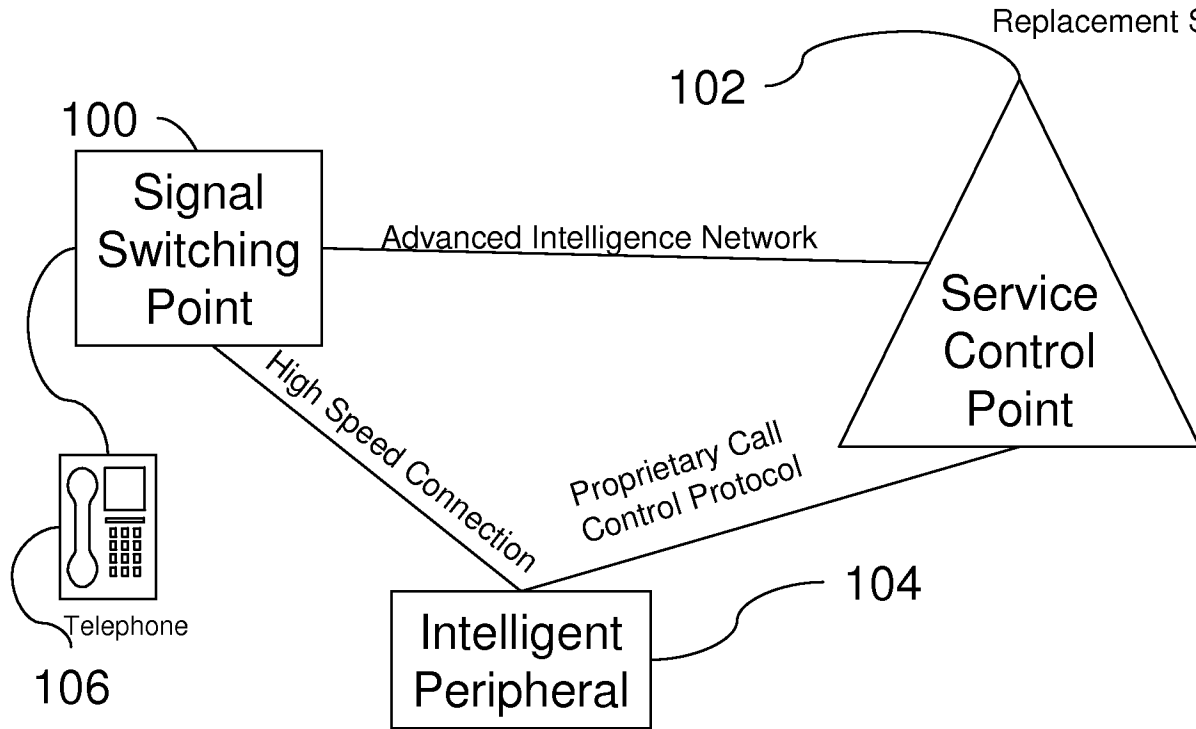 Replacement S
102
100
Signal
Switching
Point
Advanced Intelligence Network
Service
Control
Point
High Speed Connection
Proprietary Call
Control Protocol
104
Telephone
Intelligent
Peripheral
106